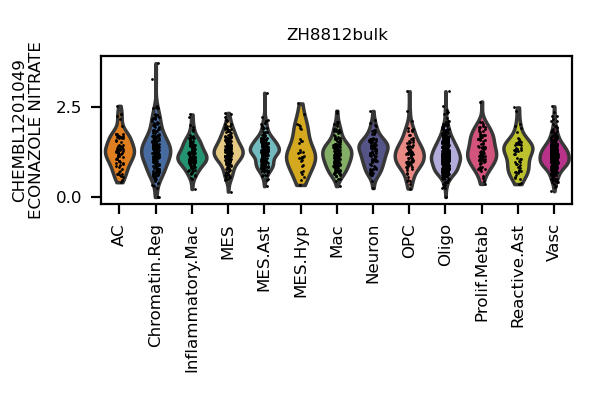 ZH8812bulk
CHEMBL1201049
ECONAZOLE NITRATE
2.5
0.0
AC
Chromatin.Reg
Inflammatory.Mac
MES
MES.Ast
MES.Hyp
Mac
Neuron
OPC
Oligo
Prolif.Metab
Reactive.Ast
Vasc